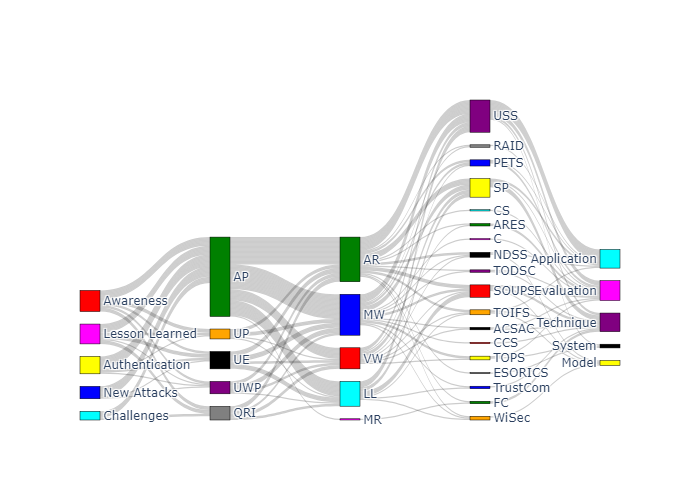 Awareness
Lesson Learned
Authentication
New Attacks
Challenges
AP
UP
UE
UWP
QRI
AR
MW
VW
LL
MR
USS
RAID
PETS
SP
CS
ARES
C
NDSS
TODSC
SOUPS
TOIFS
ACSAC
CCS
TOPS
ESORICS
TrustCom
FC
WiSec
Application
Evaluation
Technique
System
Model